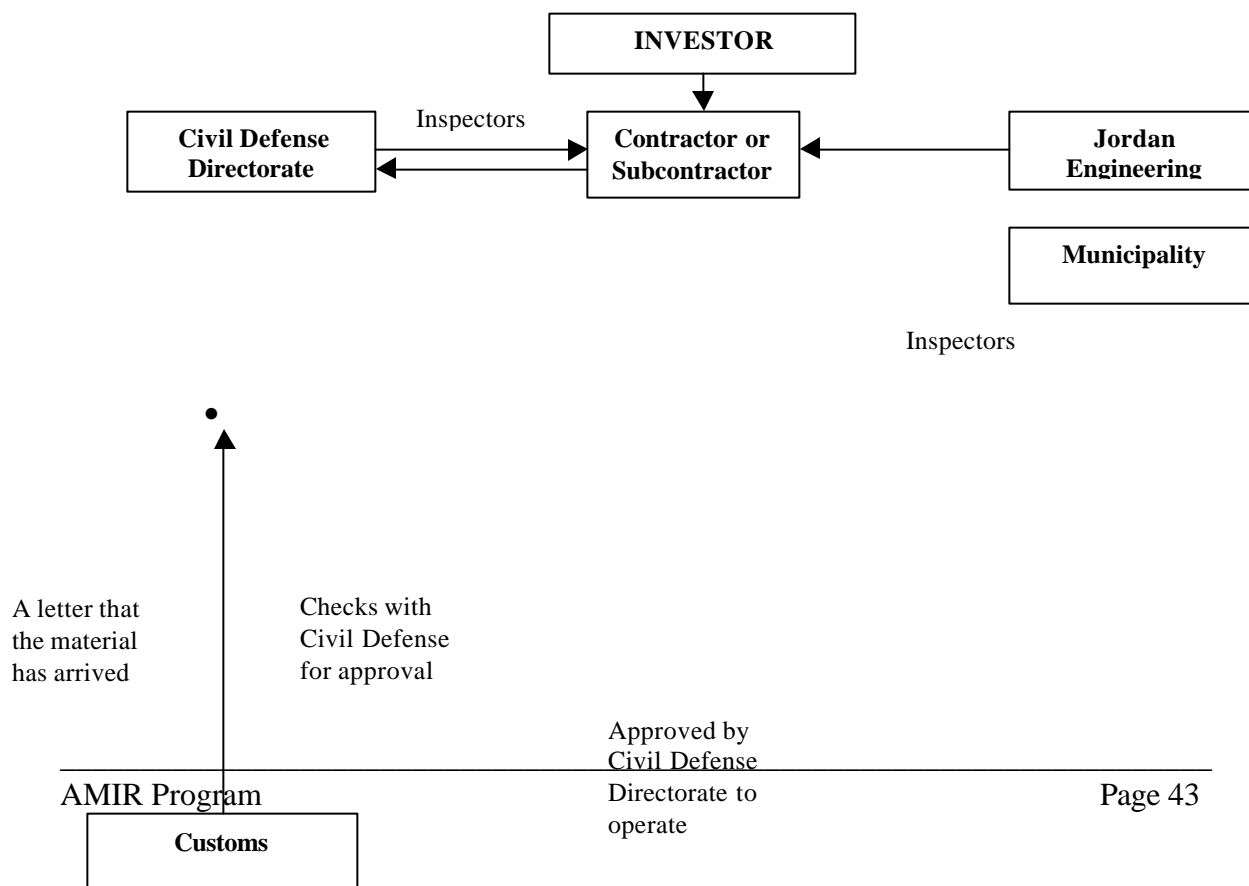 INVESTOR
Inspectors
Civil Defense
Directorate
Contractor or
Subcontractor
Jordan
Engineering
Municipality
Inspectors
•
A letter that
the material
has arrived
Checks with
Civil Defense
for approval
Approved by
Civil Defense
Directorate to
operate
AMIR Program
Page 43
Customs